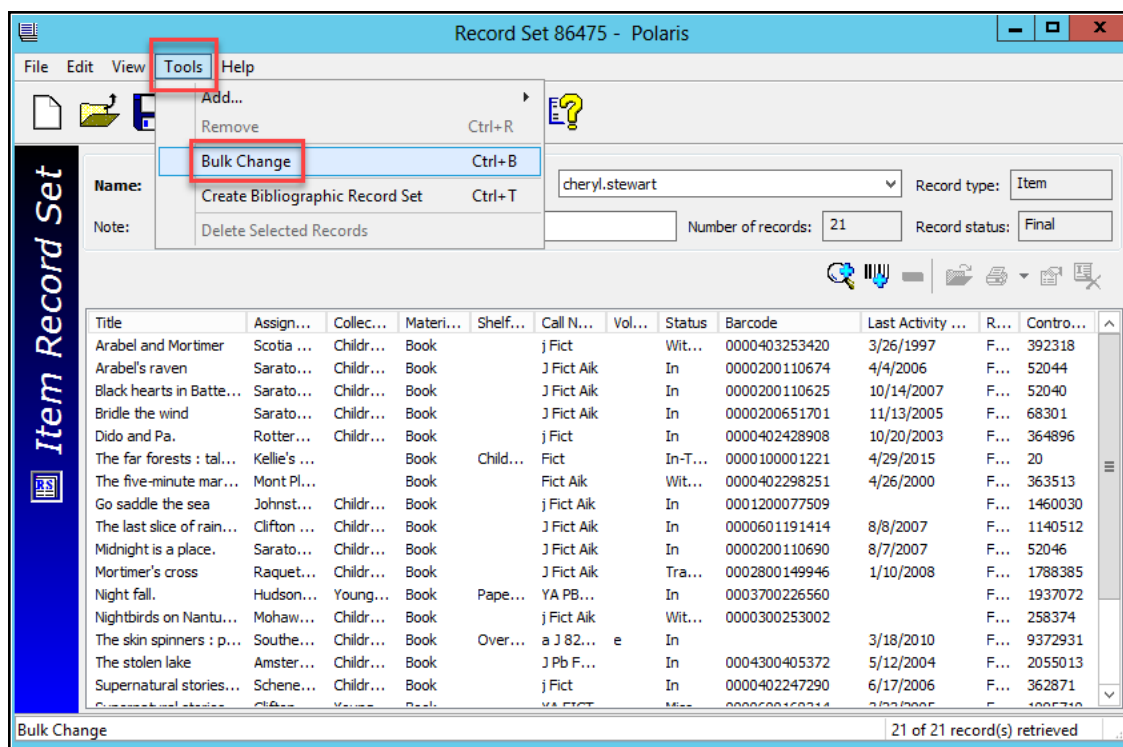 Record Set 86475 - Polaris
File Edit View Tools Help
Add...
Remove Ctrl+R
Bulk Change Ctrl+B
Create Bibliographic Record Set Ctrl+T
Delete Selected Records
Item Record Set
RS
Name: cheryl.stewart Record type: Item
Note: Number of records: 21 Record status: Final
Title Assign... Collec... Materi... Shelf... Call N... Vol... Status Barcode Last Activity ... R... Contro...
Arabel and Mortimer Scotia ... Childr... Book j Fict Wit... 0000403253420 3/26/1997 F... 392318
Arabel's raven Sarato... Childr... Book J Fict Aik In 0000200110674 4/4/2006 F... 52044
Black hearts in Batte... Sarato... Childr... Book J Fict Aik In 0000200110625 10/14/2007 F... 52040
Bridle the wind Sarato... Childr... Book J Fict Aik In 0000200651701 11/13/2005 F... 68301
Dido and Pa. Rotter... Childr... Book j Fict In 0000402428908 10/20/2003 F... 364896
The far forests : tal... Kellie's ... Book Child... Fict In-T... 0000100001221 4/29/2015 F... 20
The five-minute mar... Mont Pl... Book Fict Aik Wit... 0000402298251 4/26/2000 F... 363513
Go saddle the sea Johnst... Childr... Book j Fict Aik In 0001200077509 F... 1460030
The last slice of rain... Clifton ... Childr... Book J Fict Aik In 0000601191414 8/8/2007 F... 1140512
Midnight is a place. Sarato... Childr... Book J Fict Aik In 0000200110690 8/7/2007 F... 52046
Mortimer's cross Raquet... Childr... Book J Fict Aik Tra... 0002800149946 1/10/2008 F... 1788385
Night fall. Hudson... Young... Book Pape... YA PB... In 0003700226560 F... 1937072
Nightbirds on Nantu... Mohaw... Childr... Book j Fict Aik Wit... 0000300253002 F... 258374
The skin spinners : p... Southe... Childr... Book Over... a J 82... e In 3/18/2010 F... 9372931
The stolen lake Amster... Childr... Book J Pb F... In 0004300405372 5/12/2004 F... 2055013
Supernatural stories... Schene... Childr... Book j Fict In 0000402247290 6/17/2006 F... 362871
Bulk Change 21 of 21 record(s) retrieved